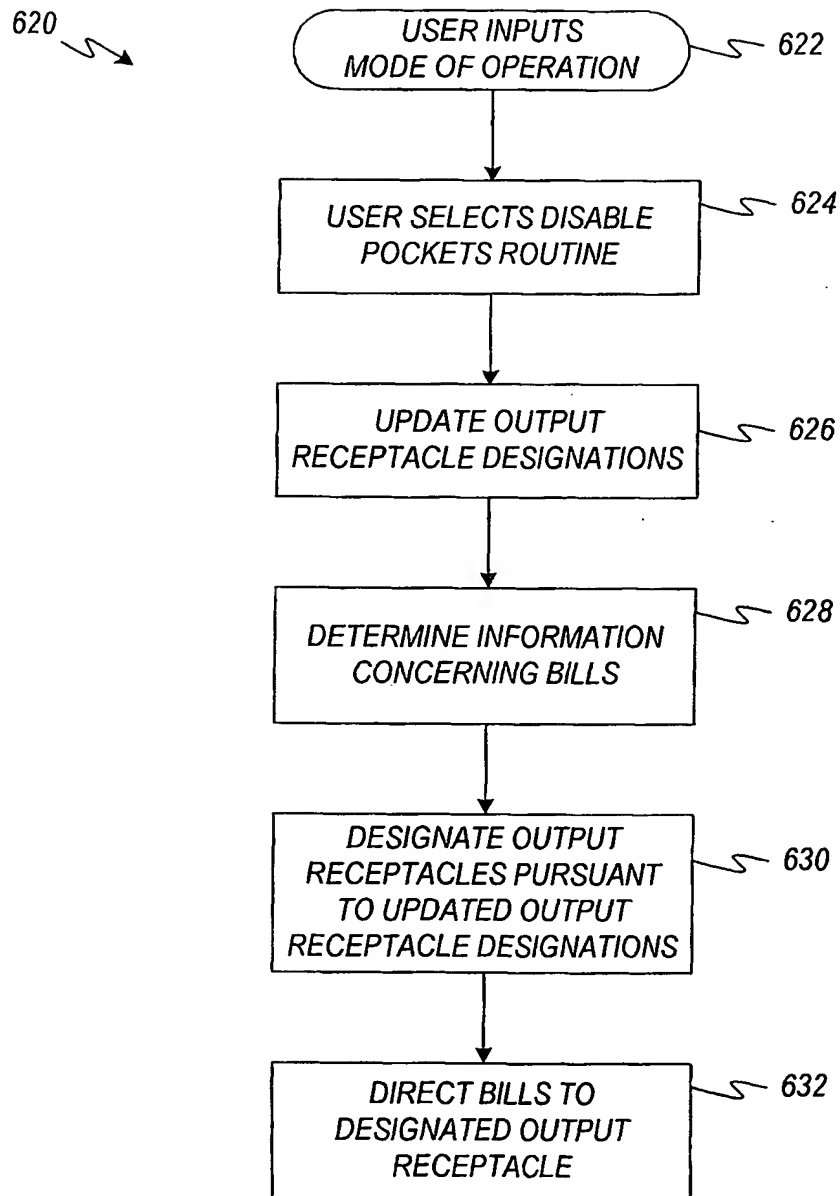 620
USER INPUTS
MODE OF OPERATION
622
USER SELECTS DISABLE
POCKETS ROUTINE
624
UPDATE OUTPUT
RECEPTACLE DESIGNATIONS
626
DETERMINE INFORMATION
CONCERNING BILLS
628
DESIGNATE OUTPUT
RECEPTACLES PURSUANT
TO UPDATED OUTPUT
RECEPTACLE DESIGNATIONS
630
DIRECT BILLS TO
DESIGNATED OUTPUT
RECEPTACLE
632